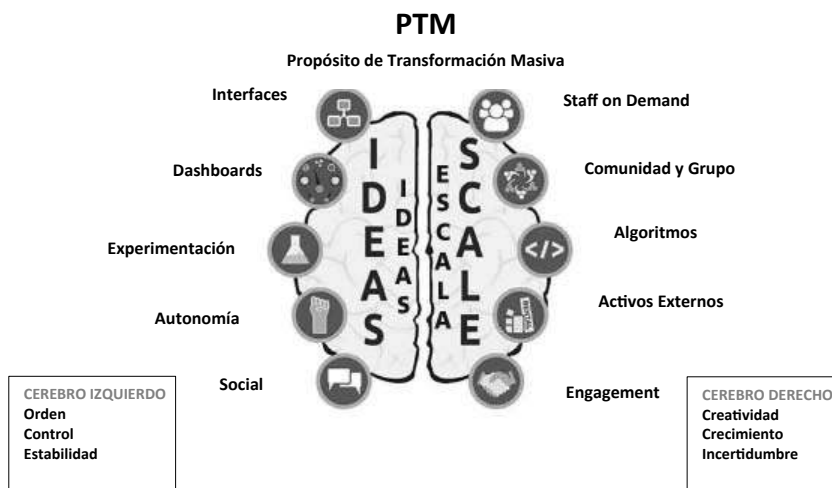 PTM
Propósito de Transformación Masiva
Interfaces
Dashboards
Experimentación
Autonomía
Social
IDEAS
IDEAS
ESCALA
SCALE
Staff on Demand
Comunidad y Grupo
Algoritmos
</>
Activos Externos
RENTAL
Engagement
CEREBRO IZQUIERDO
Orden
Control
Estabilidad
CEREBRO DERECHO
Creatividad
Crecimiento
Incertidumbre